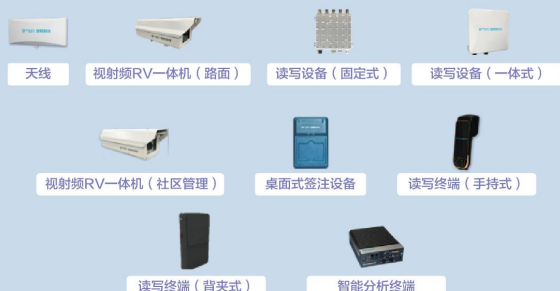 天线
视射频RV一体机（路面）
读写设备（固定式）
读写设备（一体式）
视射频RV一体机（社区管理）
桌面式签注设备
读写终端（手持式）
读写终端（背夹式）
智能分析终端